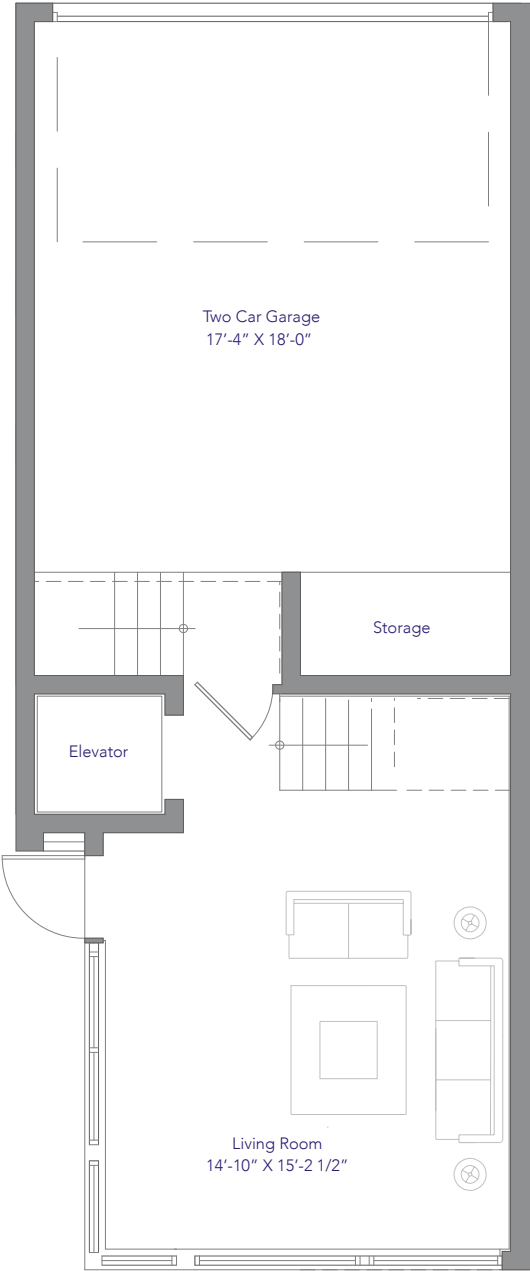 Two Car Garage
17’-4” X 18’-0”
Storage
Elevator
Living Room
14’-10” X 15’-2 1/2”